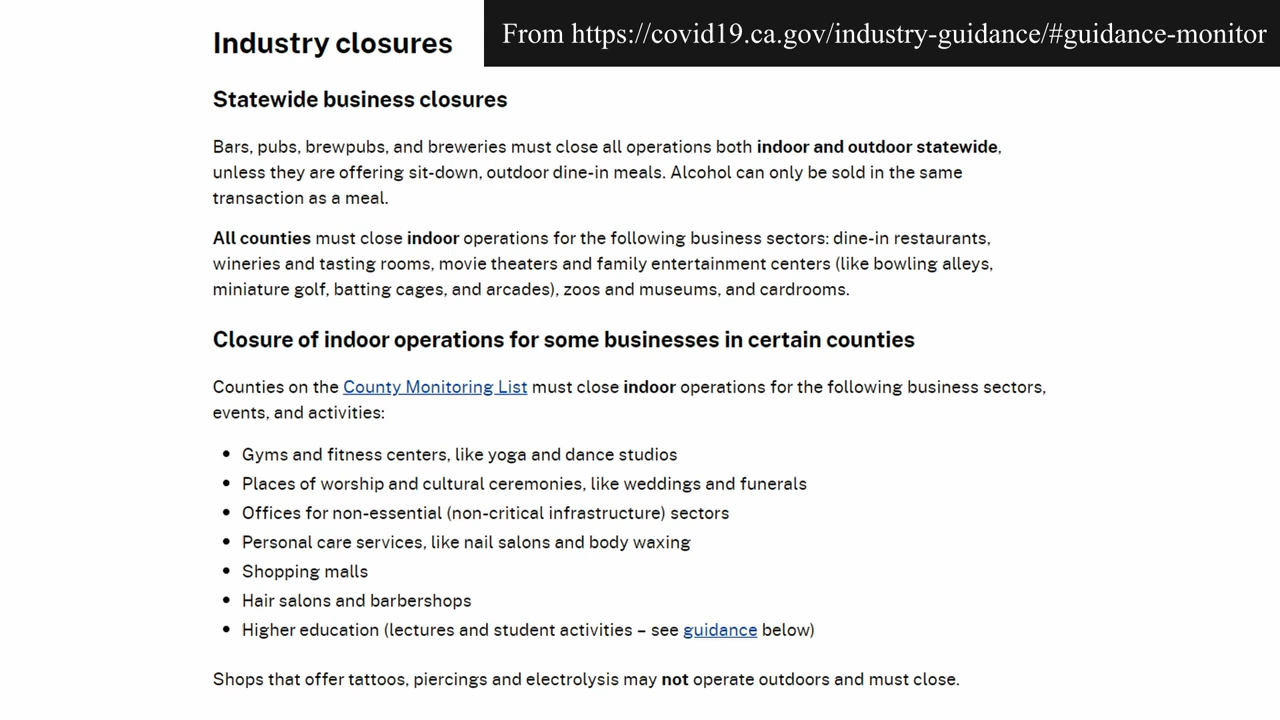 Industry closures
From https://covid19.ca.gov/industry-guidance/#guidance-monitor
Statewide business closures
Bars, pubs, brewpubs, and breweries must close all operations both indoor and outdoor statewide,
unless they are offering sit-down, outdoor dine-in meals. Alcohol can only be sold in the same
transaction as a meal.
All counties must close indoor operations for the following business sectors: dine-in restaurants,
wineries and tasting rooms, movie theaters and family entertainment centers (like bowling alleys,
miniature golf, batting cages, and arcades), zoos and museums, and cardrooms.
Closure of indoor operations for some businesses in certain counties
Counties on the County Monitoring List must close indoor operations for the following business sectors,
events, and activities:
• Gyms and fitness centers, like yoga and dance studios
• Places of worship and cultural ceremonies, like weddings and funerals
• Offices for non-essential (non-critical infrastructure) sectors
• Personal care services, like nail salons and body waxing
• Shopping malls
• Hair salons and barbershops
• Higher education (lectures and student activities – see guidance below)
Shops that offer tattoos, piercings and electrolysis may not operate outdoors and must close.